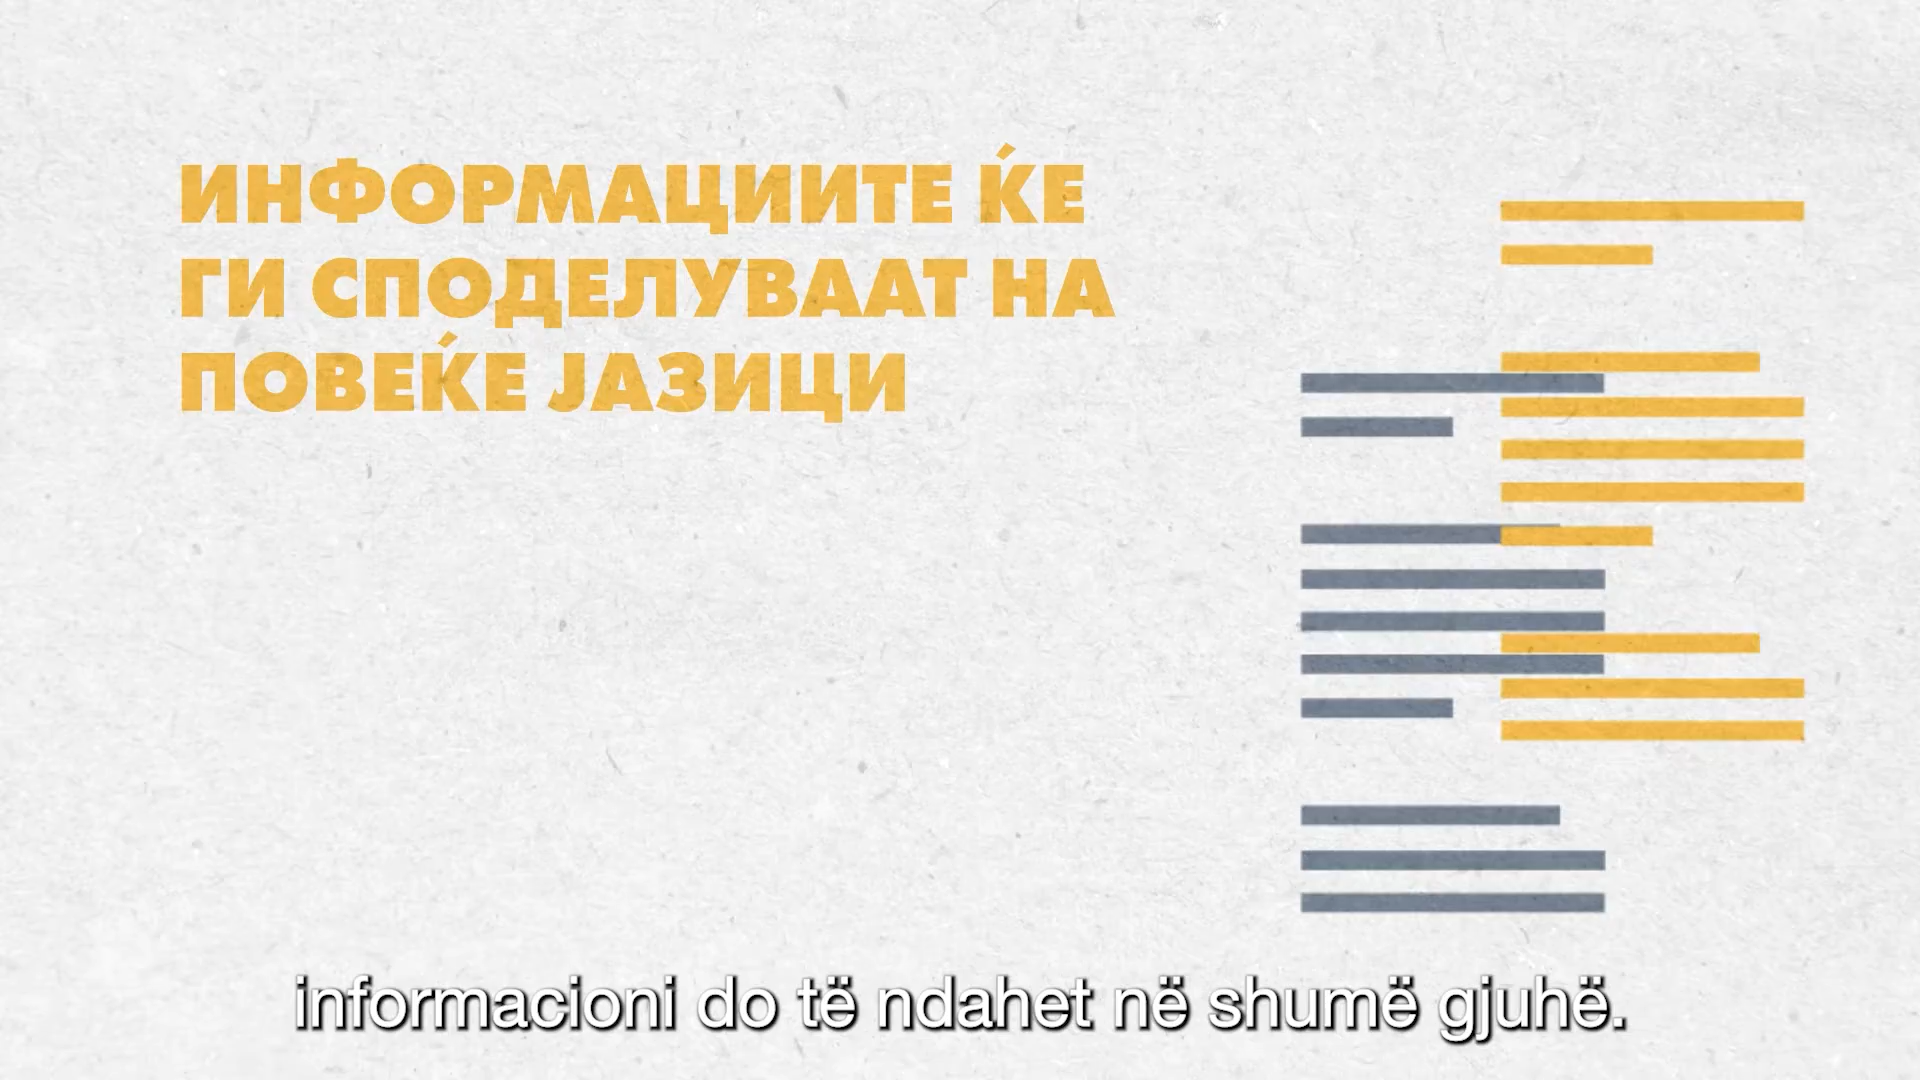 ИНФОРМАЦИИТЕ ЌЕ
ГИ СПОДЕЛУВААТ НА
ПОВЕЌЕ ЈАЗИЦИ
informacioni do të ndahet në shumë gjuhë.